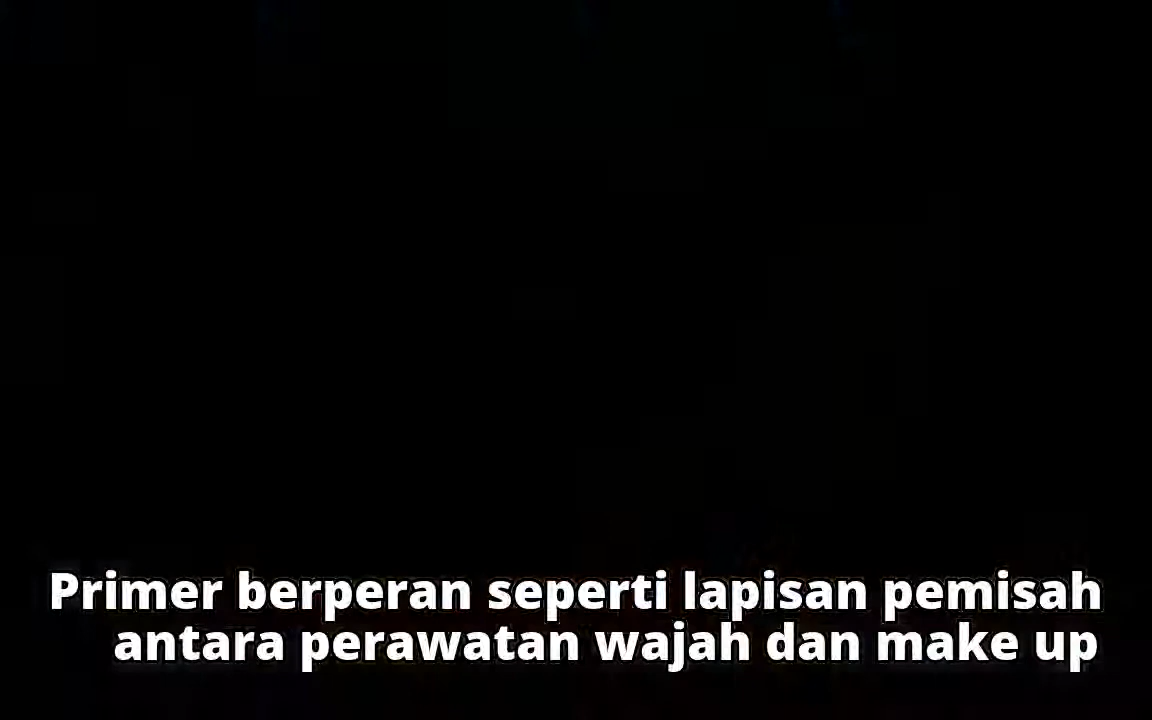 Primer berperan seperti lapisan pemisah
antara perawatan wajah dan make up